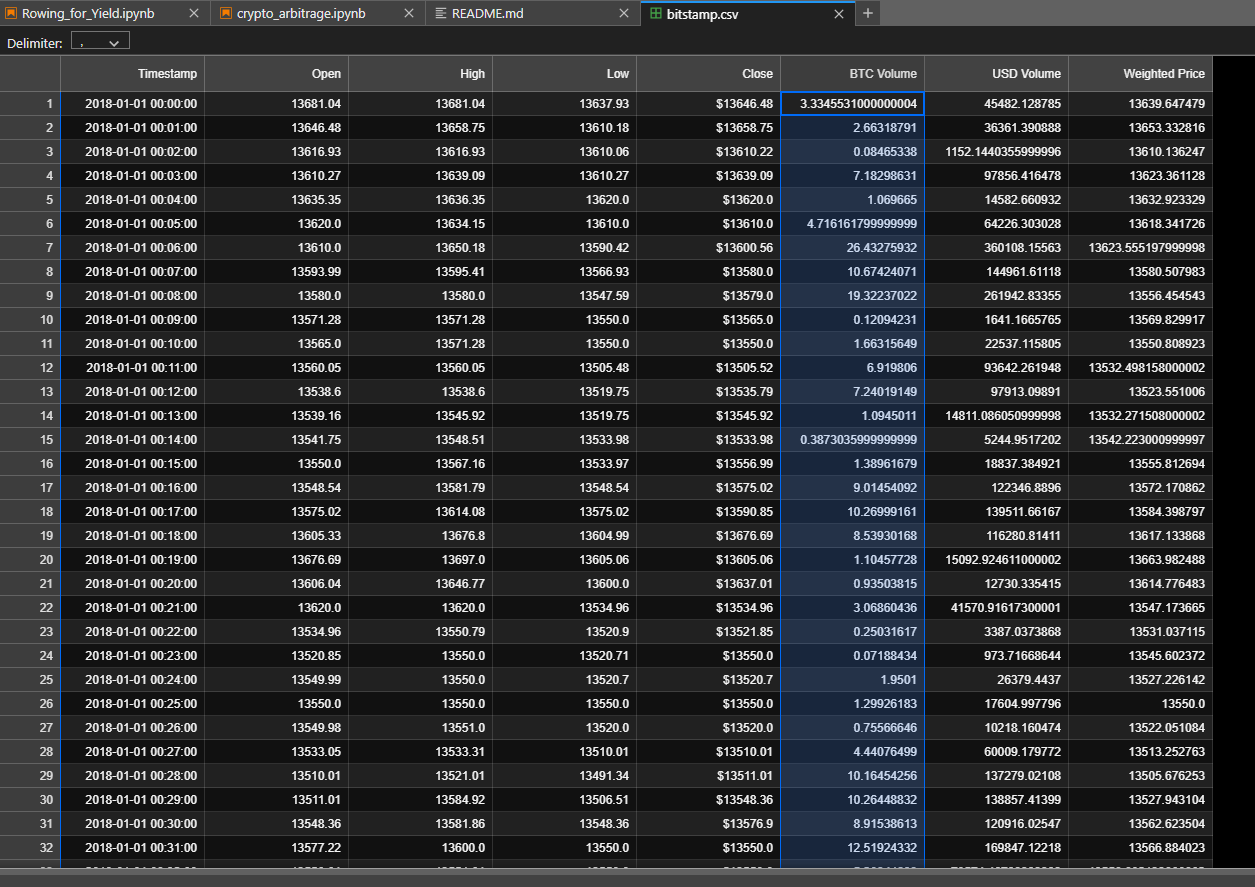 Rowing_for_Yield.ipynb crypto_arbitrage.ipynb README.md bitstamp.csv
Delimiter: ,
Timestamp Open High Low Close BTC Volume USD Volume Weighted Price
1 2018-01-01 00:00:00 13681.04 13681.04 13637.93 $13646.48 3.3345531000000004 45482.128785 13639.647479
2 2018-01-01 00:01:00 13646.48 13658.75 13610.18 $13658.75 2.66318791 36361.390888 13653.332816
3 2018-01-01 00:02:00 13616.93 13616.93 13610.06 $13610.22 0.08465338 1152.1440355999996 13610.136247
4 2018-01-01 00:03:00 13610.27 13639.09 13610.27 $13639.09 7.18298631 97856.416478 13623.361128
5 2018-01-01 00:04:00 13635.35 13636.35 13620.0 $13620.0 1.069665 14582.660932 13632.923329
6 2018-01-01 00:05:00 13620.0 13634.15 13610.0 $13610.0 4.716161799999999 64226.303028 13618.341726
7 2018-01-01 00:06:00 13610.0 13650.18 13590.42 $13600.56 26.43275932 360108.15563 13623.555197999998
8 2018-01-01 00:07:00 13593.99 13595.41 13566.93 $13580.0 10.67424071 144961.61118 13580.507983
9 2018-01-01 00:08:00 13580.0 13580.0 13547.59 $13579.0 19.32237022 261942.83355 13556.454543
10 2018-01-01 00:09:00 13571.28 13571.28 13550.0 $13565.0 0.12094231 1641.1665765 13569.829917
11 2018-01-01 00:10:00 13565.0 13571.28 13550.0 $13550.0 1.66315649 22537.115805 13550.808923
12 2018-01-01 00:11:00 13560.05 13560.05 13505.48 $13505.52 6.919806 93642.261948 13532.498158000002
13 2018-01-01 00:12:00 13538.6 13538.6 13519.75 $13535.79 7.24019149 97913.09891 13523.551006
14 2018-01-01 00:13:00 13539.16 13545.92 13519.75 $13545.92 1.0945011 14811.086050999998 13532.271508000002
15 2018-01-01 00:14:00 13541.75 13548.51 13533.98 $13533.98 0.3873035999999999 5244.9517202 13542.223000999997
16 2018-01-01 00:15:00 13550.0 13567.16 13533.97 $13556.99 1.38961679 18837.384921 13555.812694
17 2018-01-01 00:16:00 13548.54 13581.79 13548.54 $13575.02 9.01454092 122346.8896 13572.170862
18 2018-01-01 00:17:00 13575.02 13614.08 13575.02 $13590.85 10.26999161 139511.66167 13584.398797
19 2018-01-01 00:18:00 13605.33 13676.8 13604.99 $13676.69 8.53930168 116280.81411 13617.133868
20 2018-01-01 00:19:00 13676.69 13697.0 13605.06 $13605.06 1.10457728 15092.924611000002 13663.982488
21 2018-01-01 00:20:00 13606.04 13646.77 13600.0 $13637.01 0.93503815 12730.335415 13614.776483
22 2018-01-01 00:21:00 13620.0 13620.0 13534.96 $13534.96 3.06860436 41570.91617300001 13547.173665
23 2018-01-01 00:22:00 13534.96 13550.79 13520.9 $13521.85 0.25031617 3387.0373868 13531.037115
24 2018-01-01 00:23:00 13520.85 13550.0 13520.71 $13550.0 0.07188434 973.71668644 13545.602372
25 2018-01-01 00:24:00 13549.99 13550.0 13520.7 $13520.7 1.9501 26379.4437 13527.226142
26 2018-01-01 00:25:00 13550.0 13550.0 13550.0 $13550.0 1.29926183 17604.997796 13550.0
27 2018-01-01 00:26:00 13549.98 13551.0 13520.0 $13520.0 0.75566646 10218.160474 13522.051084
28 2018-01-01 00:27:00 13533.05 13533.31 13510.01 $13510.01 4.44076499 60009.179772 13513.252763
29 2018-01-01 00:28:00 13510.01 13521.01 13491.34 $13511.01 10.16454256 137279.02108 13505.676253
30 2018-01-01 00:29:00 13511.01 13584.92 13506.51 $13548.36 10.26448832 138857.41399 13527.943104
31 2018-01-01 00:30:00 13548.36 13581.86 13548.36 $13576.9 8.91538613 120916.02547 13562.623504
32 2018-01-01 00:31:00 13577.22 13600.0 13550.0 $13550.0 12.51924332 169847.12218 13566.884023